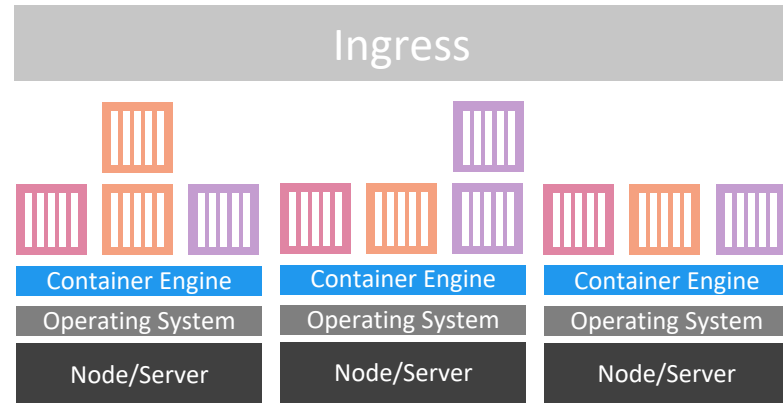 Ingress
Container Engine
Container Engine
Container Engine
Operating System
Operating System
Operating System
Node/Server
Node/Server
Node/Server